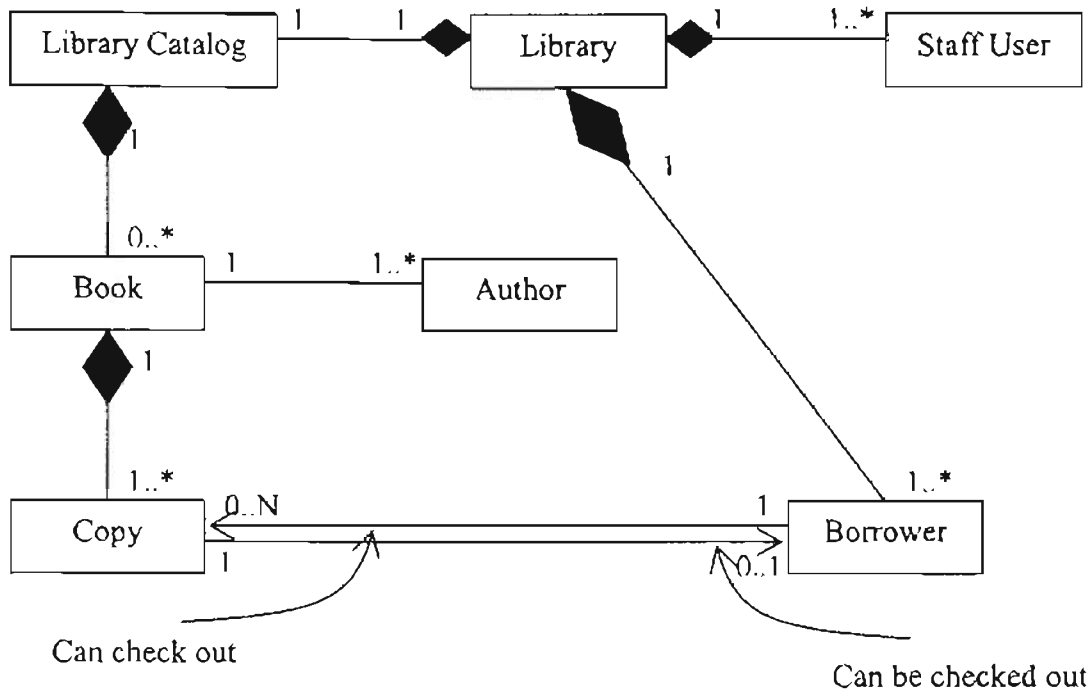 1 1 1 1..*
Library Catalog Library Staff User
1 1
0..*
1 1..*
Book Author
1
1..* 1..*
0..N 1
Copy Borrower
1 0..1
Can check out
Can be checked out